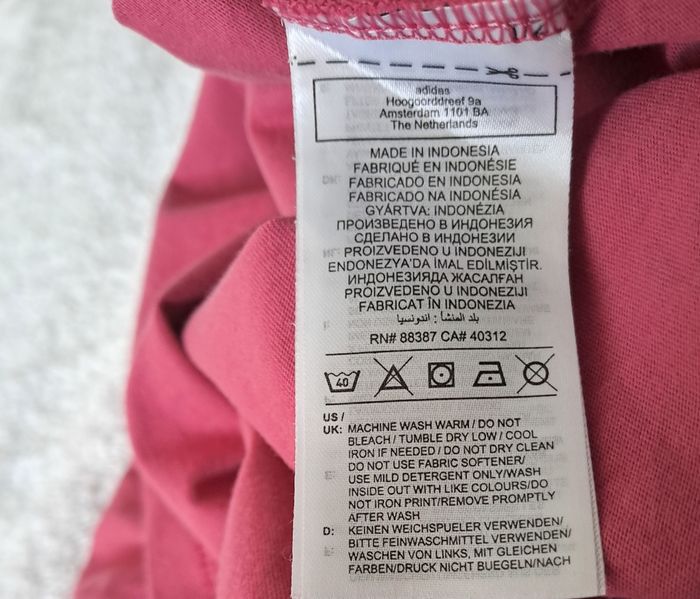 adidas
Hoogoorddreef 9a
Amsterdam 1101 BA
The Netherlands
MADE IN INDONESIA
FABRIQUÉ EN INDONÉSIE
FABRICADO EN INDONESIA
FABRICADO NA INDONÉSIA
GYÁRTVA: INDONÉZIA
ПРОИЗВЕДЕНО В ИНДОНЕЗИЯ
СДЕЛАНО В ИНДОНЕЗИИ
PROIZVEDENO U INDONEZIJI
ENDONEZYA'DA İMAL EDİLMİŞTİR.
ИНДОНЕЗИЯДА ЖАСАЛҒАН
PROIZVEDENO U INDONEZIJI
FABRICAT ÎN INDONEZIA
بلد المنشأ : اندونسيا
RN# 88387 CA# 40312
40
US /
UK: MACHINE WASH WARM / DO NOT
BLEACH / TUMBLE DRY LOW / COOL
IRON IF NEEDED / DO NOT DRY CLEAN
DO NOT USE FABRIC SOFTENER/
USE MILD DETERGENT ONLY/WASH
INSIDE OUT WITH LIKE COLOURS/DO
NOT IRON PRINT/REMOVE PROMPTLY
AFTER WASH
D: KEINEN WEICHSPUELER VERWENDEN/
BITTE FEINWASCHMITTEL VERWENDEN/
WASCHEN VON LINKS, MIT GLEICHEN
FARBEN/DRUCK NICHT BUEGELN/NACH